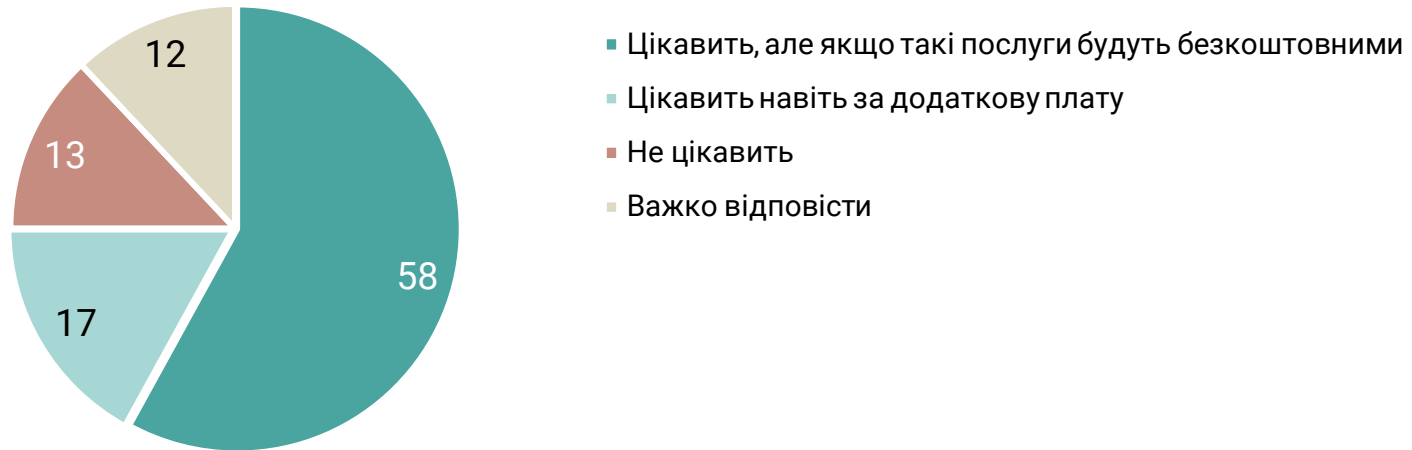 12
13
58
17
Цікавить, але якщо такі послуги будуть безкоштовними
Цікавить навіть за додаткову плату
Не цікавить
Важко відповісти